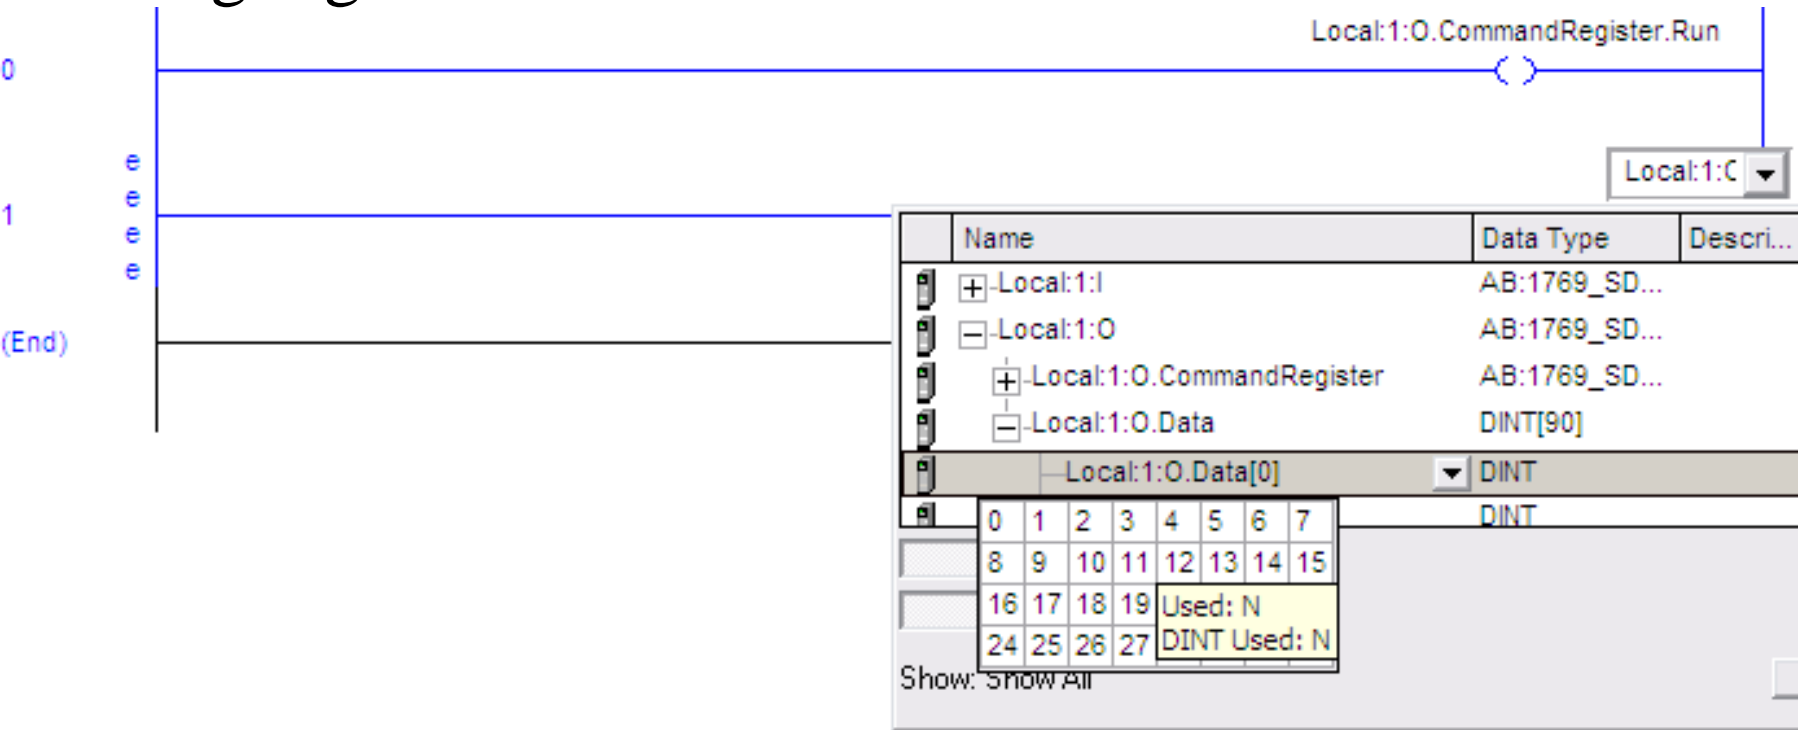 Local:1:O.CommandRegister.Run
0
e
Local:1:C
e
1
e
e
(End)
Name Data Type Descri...
Local:1:I AB:1769_SD...
Local:1:O AB:1769_SD...
Local:1:O.CommandRegister AB:1769_SD...
Local:1:O.Data DINT[90]
Local:1:O.Data[0] DINT
DINT
0 1 2 3 4 5 6 7
8 9 10 11 12 13 14 15
16 17 18 19
24 25 26 27
Used: N
DINT Used: N
Show: Show All